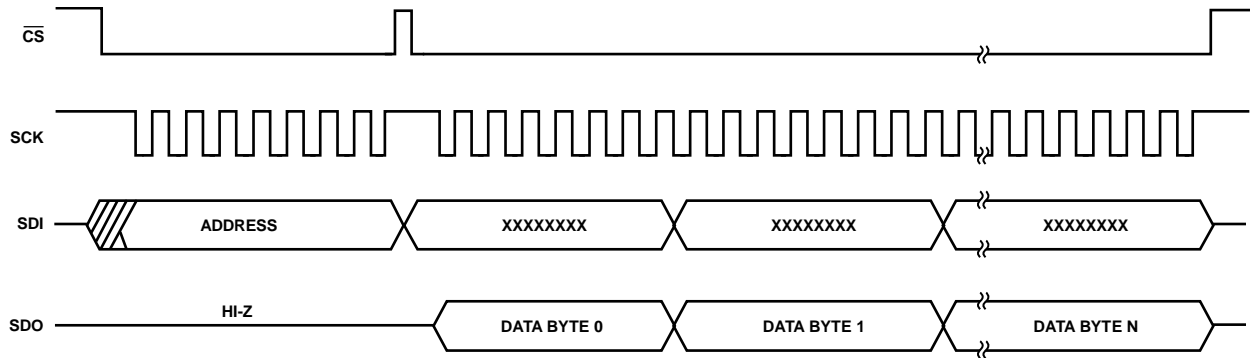 CS
SCK
SDI ADDRESS XXXXXXXX XXXXXXXX XXXXXXXX
HI-Z
SDO DATA BYTE 0 DATA BYTE 1 DATA BYTE N